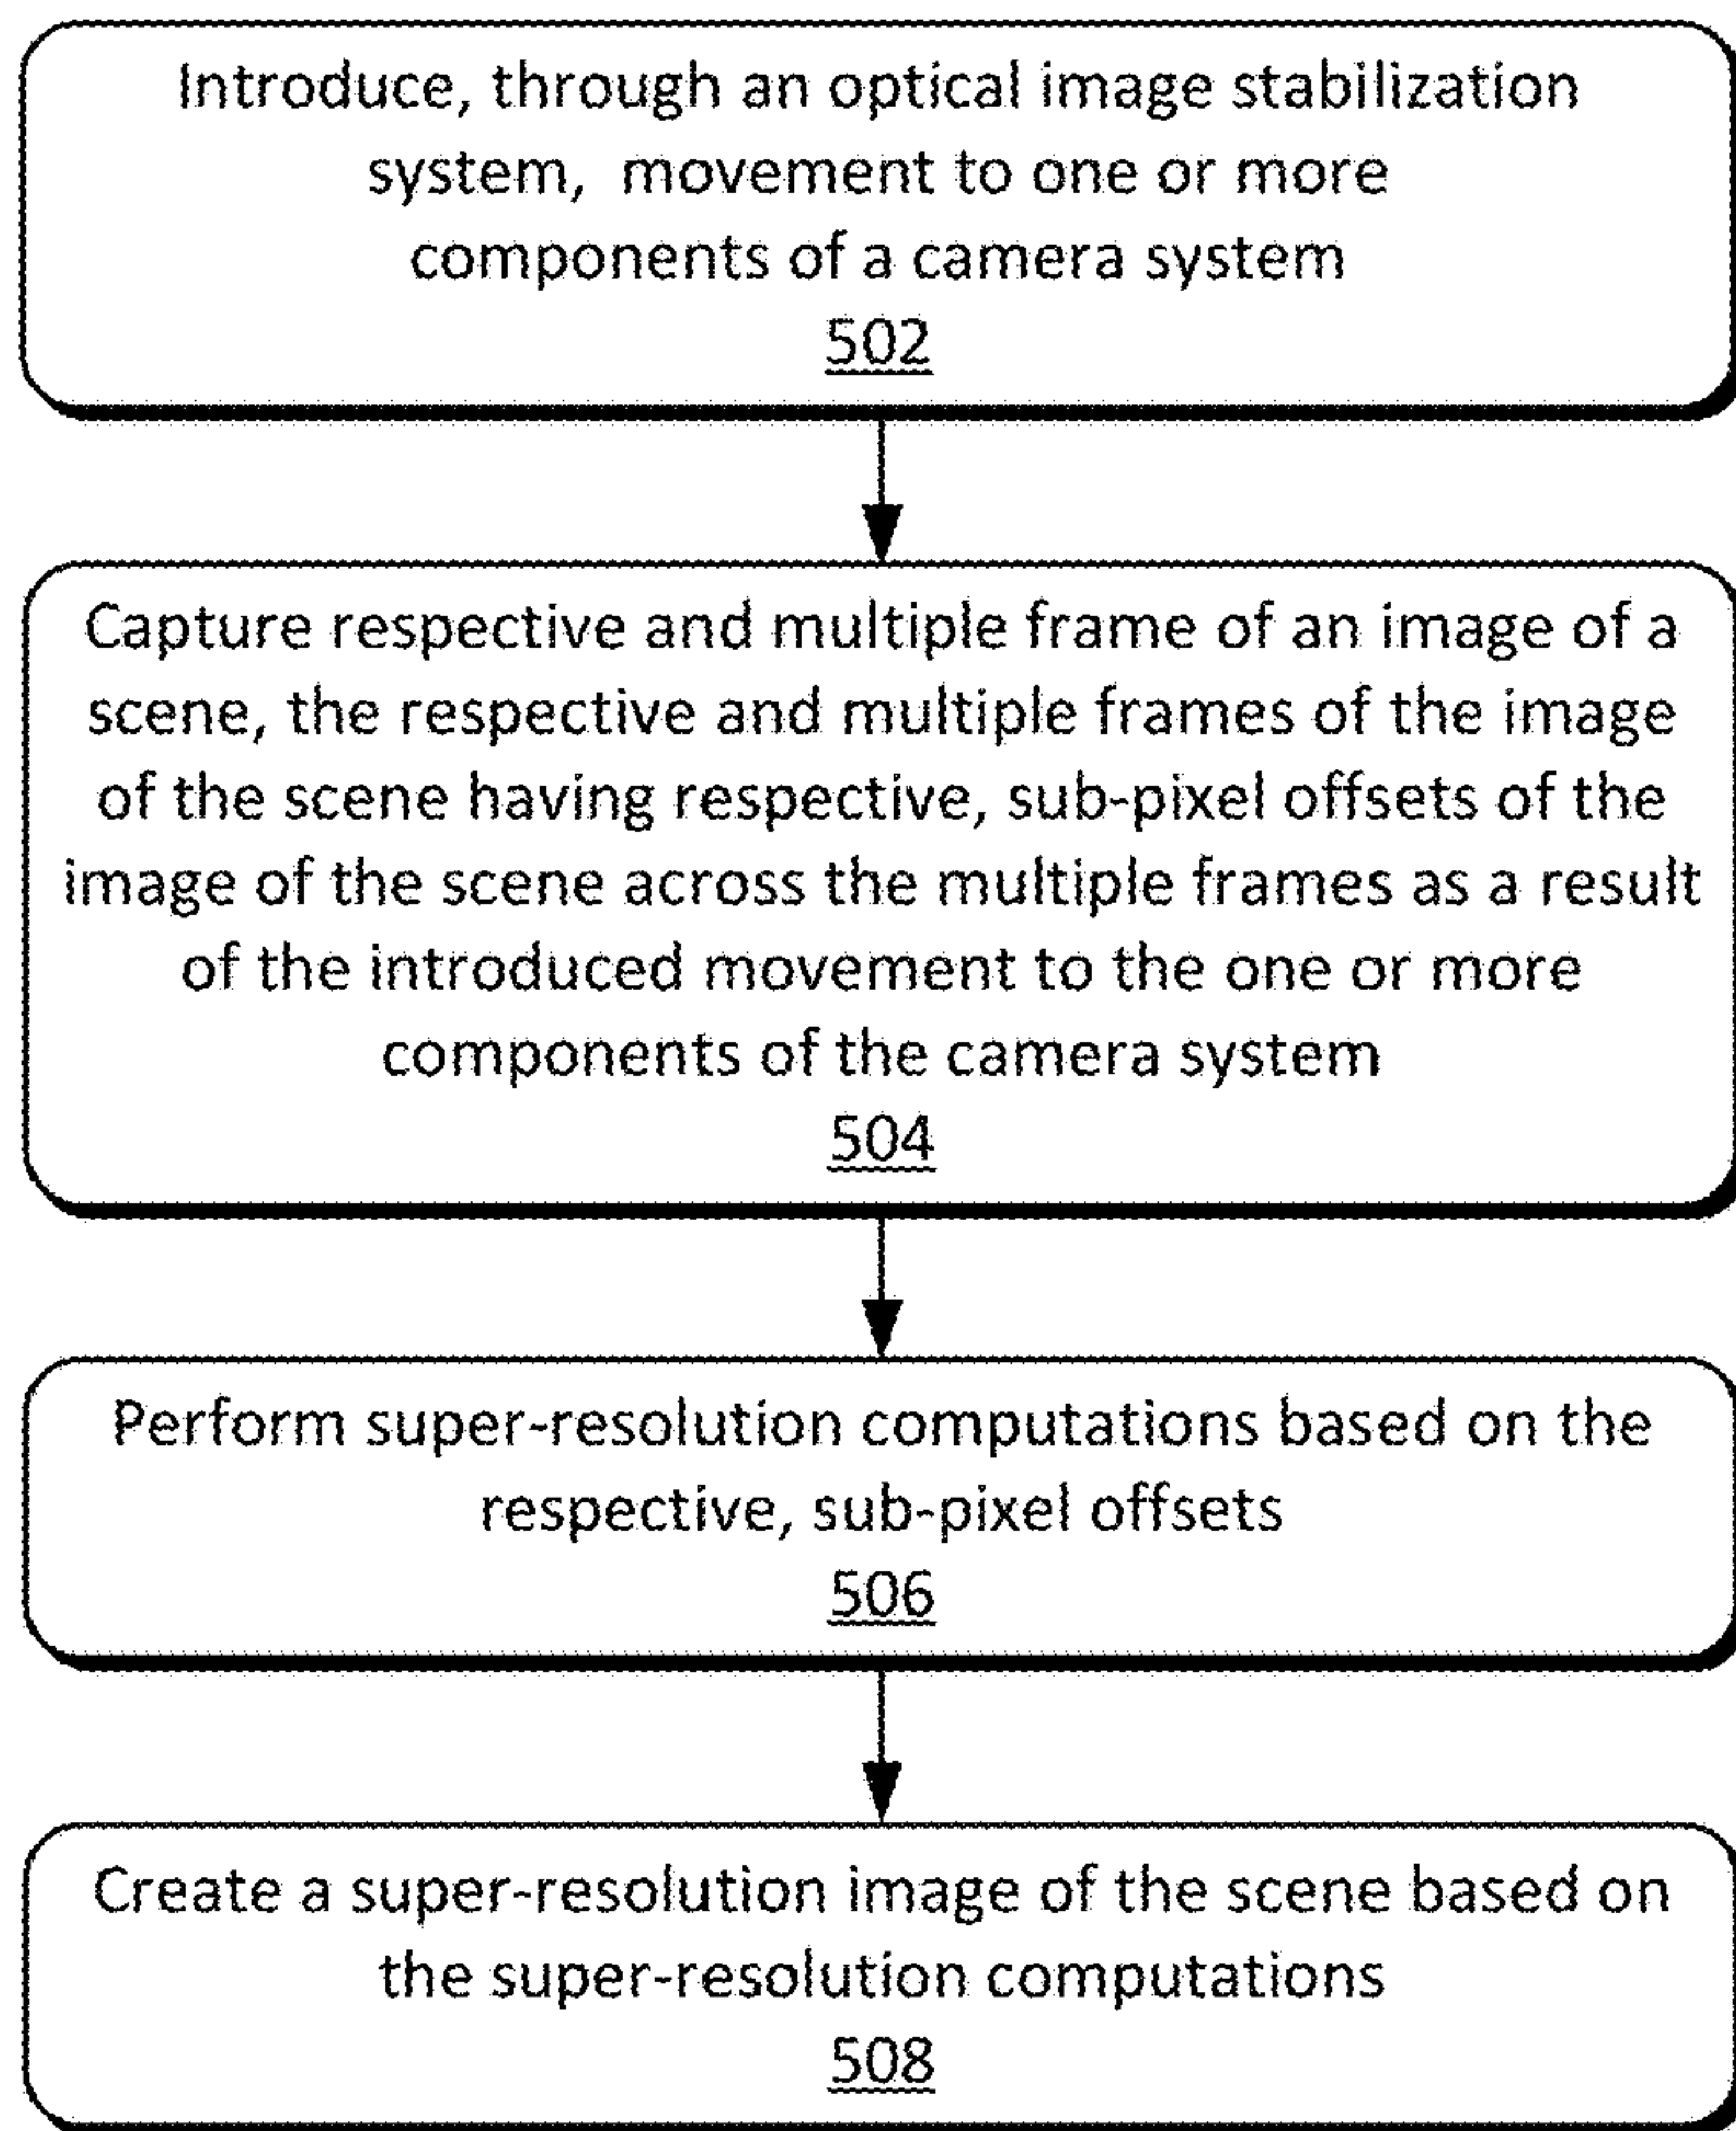 Introduce, through an optical image stabilization
system, movement to one or more
components of a camera system
502
Capture respective and multiple frame of an image of a
scene, the respective and multiple frames of the image
of the scene having respective, sub-pixel offsets of the
image of the scene across the multiple frames as a result
of the introduced movement to the one or more
components of the camera system
504
Perform super-resolution computations based on the
respective, sub-pixel offsets
506
Create a super-resolution image of the scene based on
the super-resolution computations
508